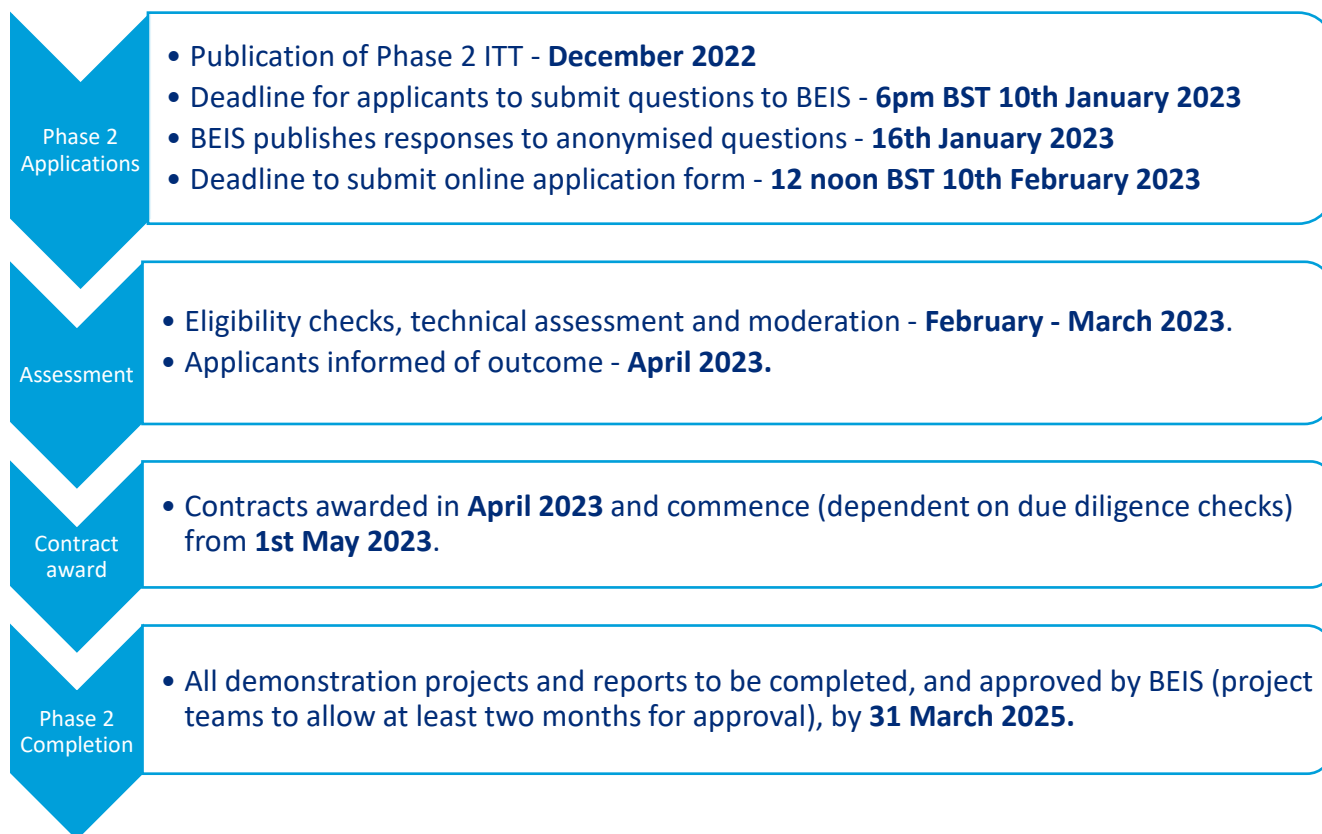 Phase 2
Applications
• Publication of Phase 2 ITT - December 2022
• Deadline for applicants to submit questions to BEIS - 6pm BST 10th January 2023
• BEIS publishes responses to anonymised questions - 16th January 2023
• Deadline to submit online application form - 12 noon BST 10th February 2023
Assessment
• Eligibility checks, technical assessment and moderation - February - March 2023.
• Applicants informed of outcome - April 2023.
Contract
award
• Contracts awarded in April 2023 and commence (dependent on due diligence checks)
from 1st May 2023.
Phase 2
Completion
• All demonstration projects and reports to be completed, and approved by BEIS (project
teams to allow at least two months for approval), by 31 March 2025.